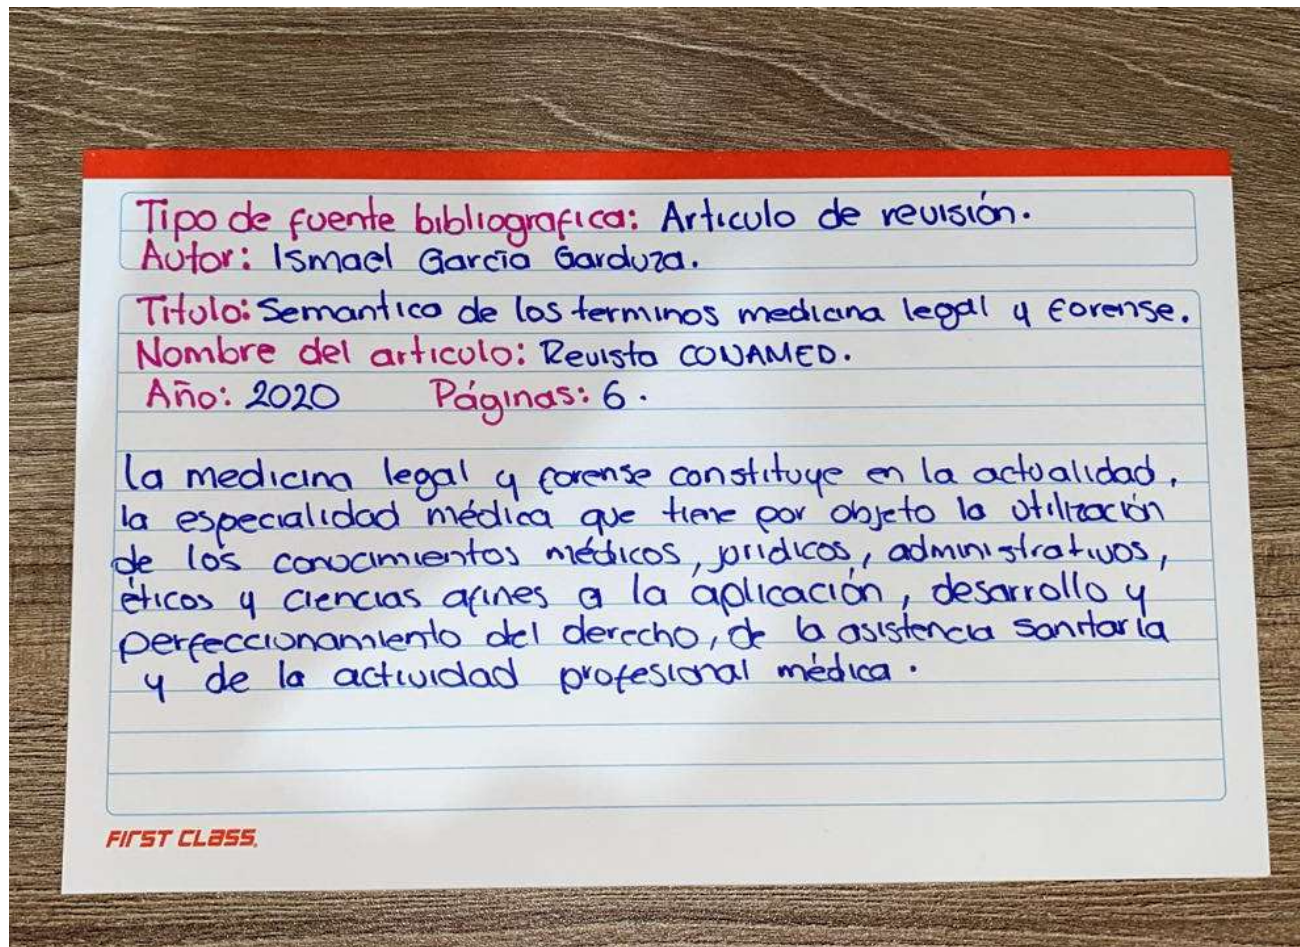 Tipo de fuente bibliografica: Articulo de revisión.
Autor: Ismael García Garduza.
Titulo: Semantico de los terminos medicina legal y forense.
Nombre del articulo: Revista CONAMED.
Año: 2020 Páginas: 6.
la medicina legal y forense constituye en la actualidad,
la especialidad médica que tiene por objeto la utilización
de los conocimientos médicos, jurídicos, administrativos,
éticos y ciencias afines a la aplicación, desarrollo y
perfeccionamiento del derecho, de la asistencia sanitaria
y de la actividad profesional médica.
FIRST CLASS